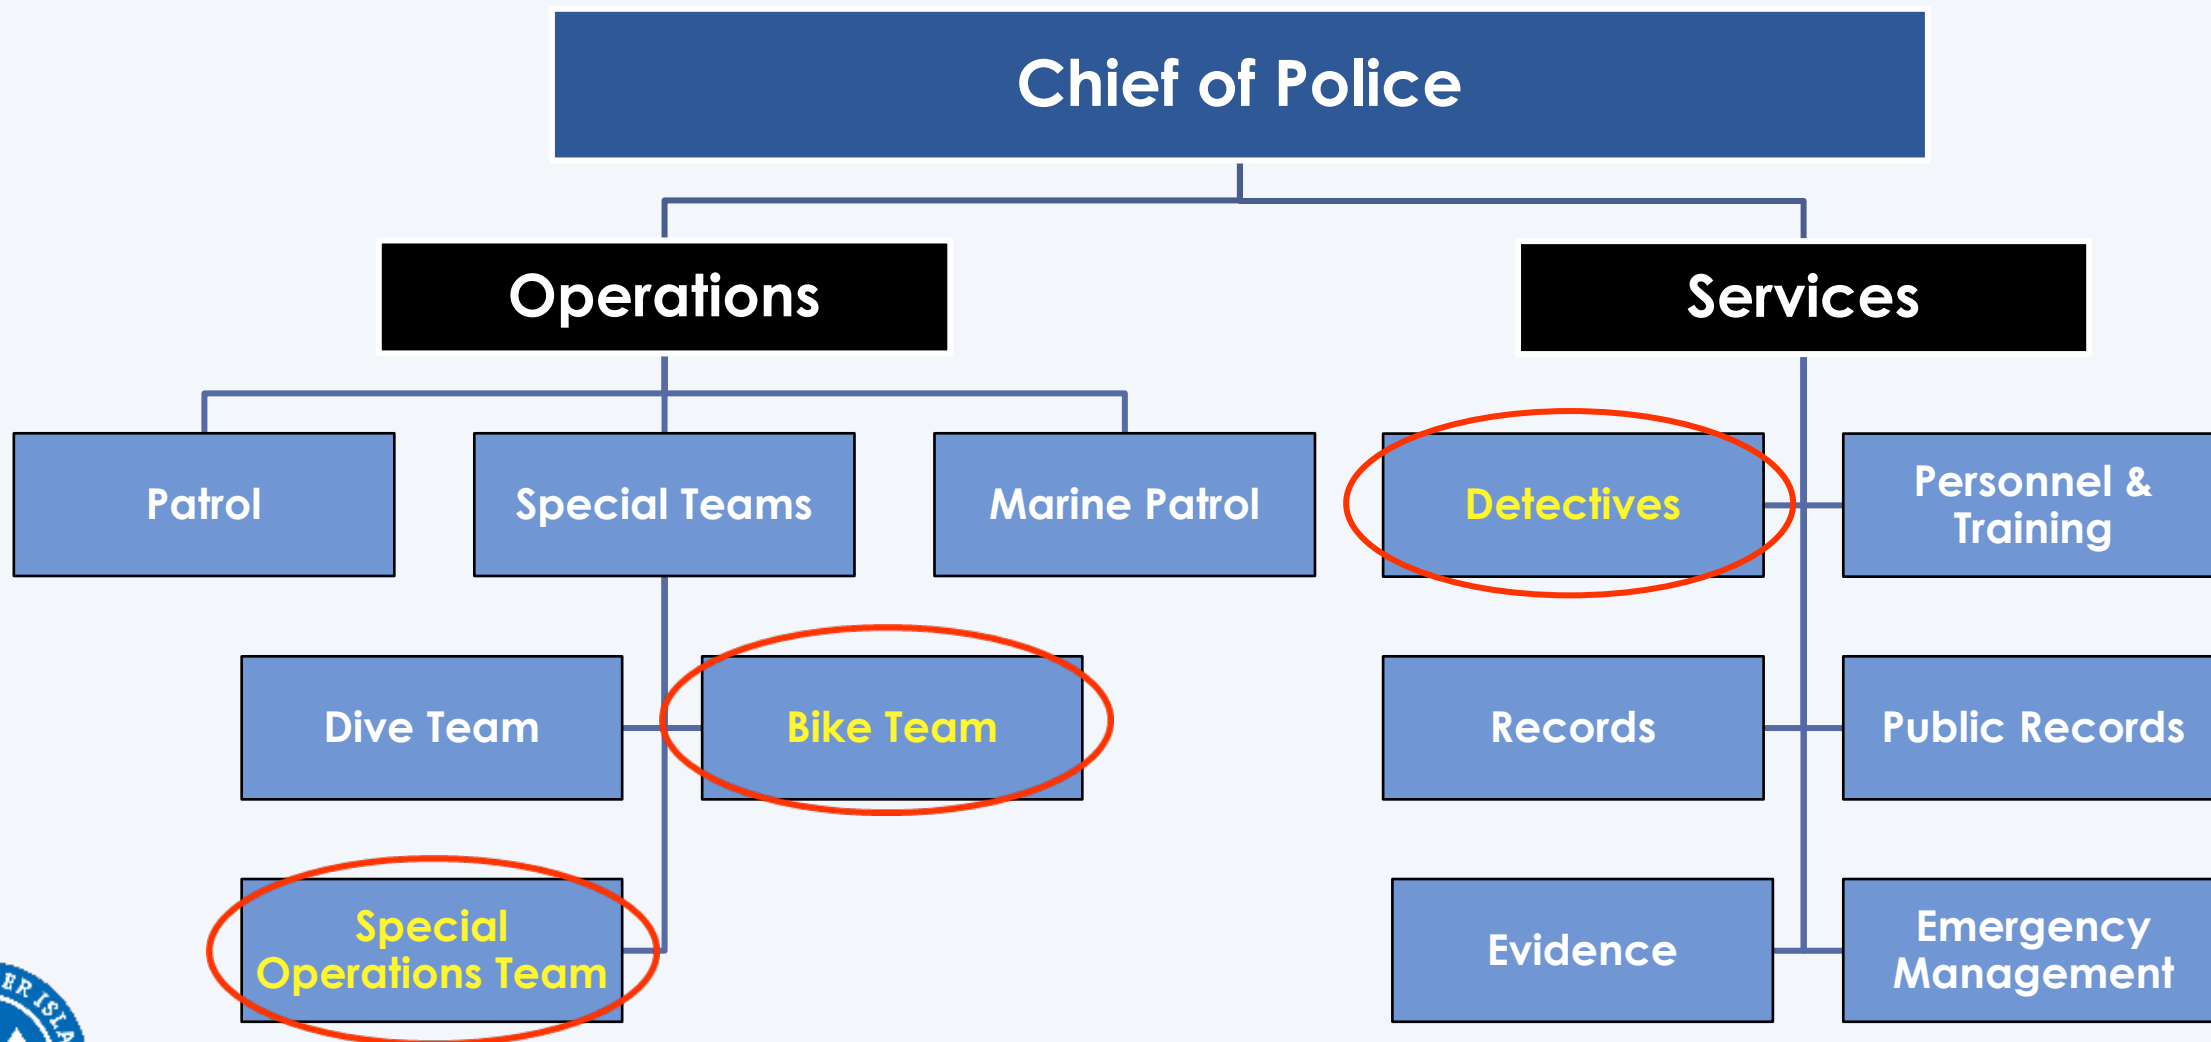 Chief of Police
Operations
Services
Patrol
Special Teams
Marine Patrol
Detectives
Personnel &
Training
Dive Team
Bike Team
Records
Public Records
Special
Operations Team
Evidence
Emergency
Management